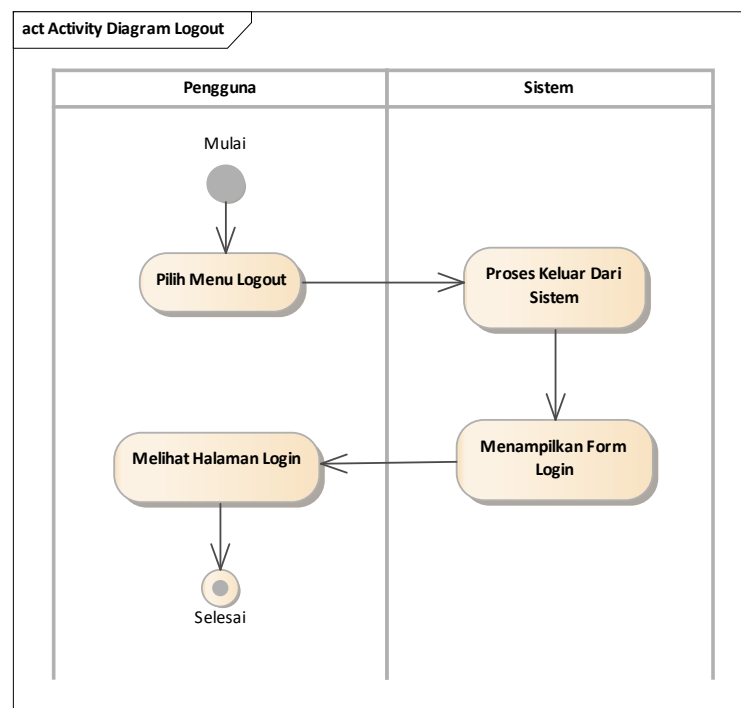 act Activity Diagram Logout
Pengguna
Sistem
Mulai
Pilih Menu Logout
Proses Keluar Dari
Sistem
Melihat Halaman Login
Menampilkan Form
Login
Selesai